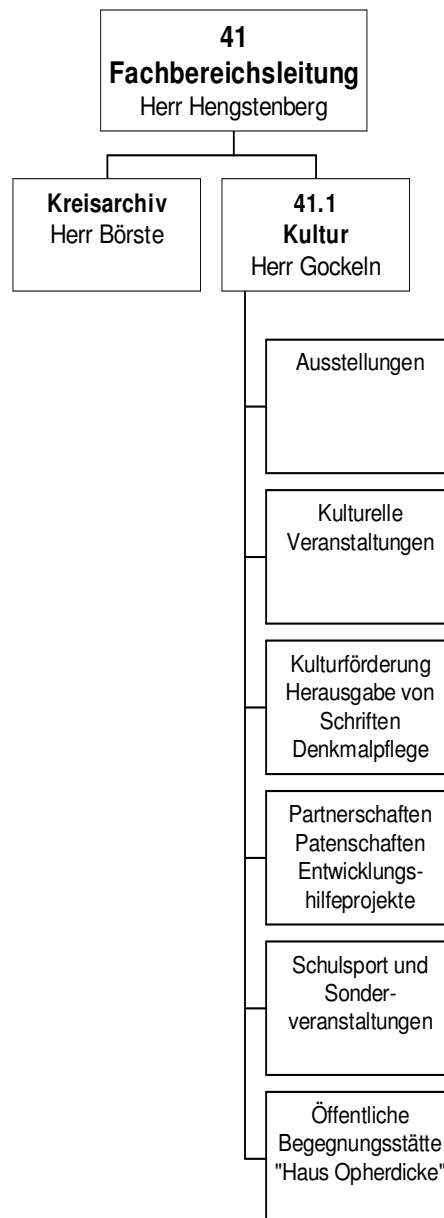 41
Fachbereichsleitung
Herr Hengstenberg
Kreisarchiv
Herr Börste
41.1
Kultur
Herr Gockeln
Ausstellungen
Kulturelle
Veranstaltungen
Kulturförderung
Herausgabe von
Schriften
Denkmalpflege
Partnerschaften
Patenschaften
Entwicklungs-
hilfeprojekte
Schulsport und
Sonder-
veranstaltungen
Öffentliche
Begegnungsstätte
"Haus Opherdicke"